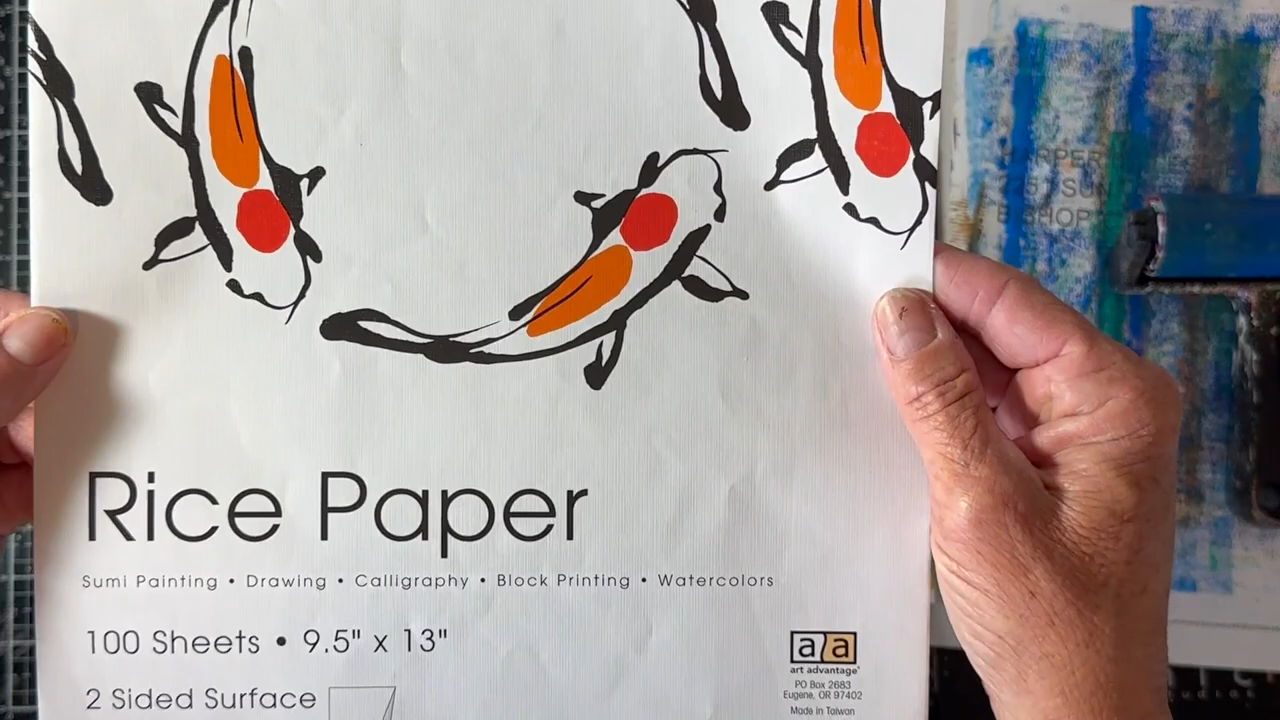 Rice Paper
Sumi Painting • Drawing • Calligraphy • Block Printing • Watercolors
100 Sheets • 9.5" x 13"
2 Sided Surface
a/a
art advantage®
PO Box 2683
Eugene, OR 97402
Made in Taiwan
SUN